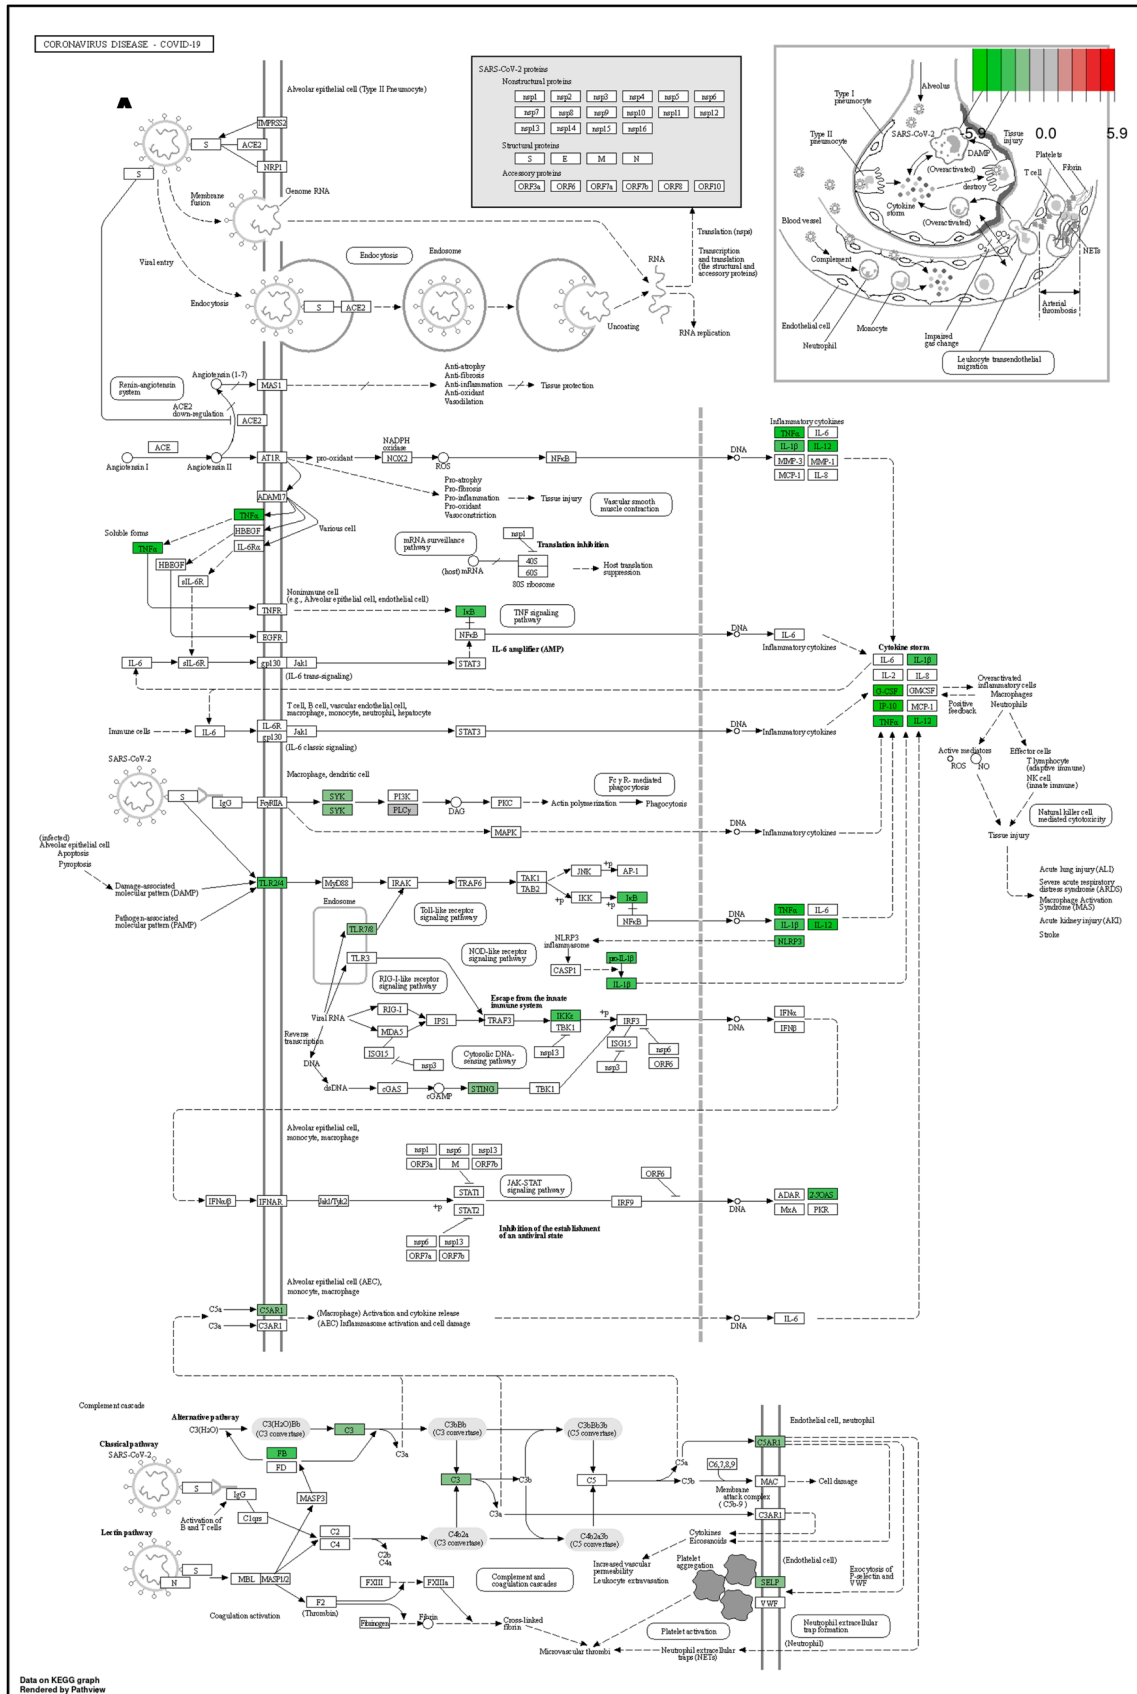 CORONAVIRUS DISEASE - COVID-19
A
Alveolar epithelial cell (Type II Pneumocyte)
TMPRSS2
S
ACE2
NRP1
S
Membrane
fusion
Genome RNA
Viral entry
Endocytosis
Endocytosis
Endosome
S
ACE2
Uncoating
RNA
RNA replication
Translation (nsps)
Transcription
and translation
(the structural and
accessory proteins)
SARS-CoV-2 proteins
Nonstructural proteins
nsp1 nsp2 nsp3 nsp4 nsp5 nsp6
nsp7 nsp8 nsp9 nsp10 nsp11 nsp12
nsp13 nsp14 nsp15 nsp16
Structural proteins
S E M N
Accessory proteins
ORF3a ORF6 ORF7a ORF7b ORF8 ORF10
Alveolus
Type I
pneumocyte
SARS-CoV-2
Type II
pneumocyte
-5.9 0.0 5.9
DAMP
Tissue
injury
Platelets
Fibrin
T cell
(Overactivated)
destroy
Cytokine
storm
(Overactivated)
Blood vessel
Complement
NETs
Endothelial cell
Neutrophil
Monocyte
Impaired
gas change
Arterial
thrombosis
Leukocyte transendothelial
migration
Renin-angiotensin
system
Angiotensin (1-7)
MAS1
Anti-atrophy
Anti-fibrosis
Anti-inflammation
Anti-oxidant
Vasodilation
Tissue protection
ACE2
down-regulation
ACE2
ACE
Angiotensin I
Angiotensin II
AT1R
pro-oxidant
NADPH
oxidase
NOX2
ROS
NFκB
DNA
Inflammatory cytokines
TNFα IL-6
IL-1β IL-12
MMP-3 MMP-1
MCP-1 IL-8
Pro-atrophy
Pro-fibrosis
Pro-inflammation
Pro-oxidant
Vasoconstriction
Tissue injury
Vascular smooth
muscle contraction
ADAM17
TNFα
HBEGF
IL-6Rα
Various cell
Soluble forms
TNFα
HBEGF
sIL-6R
mRNA surveillance
pathway
nsp1
Translation inhibition
(host) mRNA
40S
60S
80S ribosome
Host translation
suppression
Nonimmune cell
(e.g., Alveolar epithelial cell, endothelial cell)
TNFR
EGFR
IκB
NFκB
TNF signaling
pathway
IL-6 amplifier (AMP)
DNA
IL-6
Inflammatory cytokines
IL-6
sIL-6R
gp130
Jak1
STAT3
(IL-6 trans-signaling)
T cell, B cell, vascular endothelial cell,
macrophage, monocyte, neutrophil, hepatocyte
Immune cells
IL-6
IL-6R
gp130
Jak1
STAT3
(IL-6 classic signaling)
DNA
Inflammatory cytokines
Cytokine storm
IL-6 IL-1β
IL-2 IL-8
G-CSF GMCSF
IP-10 MCP-1
TNFα IL-12
Positive
feedback
Overactivated
inflammatory cells
Macrophages
Neutrophils
Active mediators
ROS
NO
Effector cells
T lymphocyte
(adaptive immune)
NK cell
(innate immune)
Natural killer cell
mediated cytotoxicity
Tissue injury
Acute lung injury (ALI)
Severe acute respiratory
distress syndrome (ARDS)
Macrophage Activation
Syndrome (MAS)
Acute kidney injury (AKI)
Stroke
SARS-CoV-2
S
IgG
FcγRIIA
Macrophage, dendritic cell
SYK
SYK
PI3K
PLCγ
DAG
PKC
Actin polymerization
Phagocytosis
Fc γ R- mediated
phagocytosis
MAPK
DNA
Inflammatory cytokines
(infected)
Alveolar epithelial cell
Apoptosis
Pyroptosis
Damage-associated
molecular pattern (DAMP)
Pathogen-associated
molecular pattern (PAMP)
TLR2/4
MyD88
IRAK
TRAF6
TAK1
TAB2
+p
JNK
AP-1
+p
IKK
+p
IκB
NFκB
DNA
TNFα IL-6
IL-1β IL-12
NLRP3
Endosome
TLR7/8
TLR3
Toll-like receptor
signaling pathway
NOD-like receptor
signaling pathway
NLRP3
inflammasome
CASP1
pro-IL-1β
IL-1β
RIG-I-like receptor
signaling pathway
Escape from the innate
immune system
Viral RNA
RIG-I
MDA5
IPS1
TRAF3
IKKε
TBK1
nsp13
+p
IRF3
ISG15
nsp3
nsp6
ORF6
DNA
IFNα
IFNβ
ISG15
nsp3
Reverse
transcription
DNA
dsDNA
cGAS
cGAMP
Cytosolic DNA-
sensing pathway
STING
TBK1
Alveolar epithelial cell,
monocyte, macrophage
nsp1 nsp6 nsp13
ORF3a M ORF7b
IFNα/β
IFNAR
Jak1/Tyk2
+p
STAT1
STAT2
nsp6 nsp13
ORF7a ORF7b
JAK-STAT
signaling pathway
Inhibition of the establishment
of an antiviral state
IRF9
ORF6
DNA
ADAR 2'-5'OAS
MxA PKR
Alveolar epithelial cell (AEC),
monocyte, macrophage
C5a
C5AR1
C3a
C3AR1
(Macrophage) Activation and cytokine release
(AEC) Inflammasome activation and cell damage
DNA
IL-6
Complement cascade
Alternative pathway
C3(H2O)
C3(H2O)Bb
(C3 convertase)
C3
C3a
C3bBb
(C3 convertase)
C3bBb3b
(C5 convertase)
FB
FD
Classical pathway
SARS-CoV-2
S
IgG
C1qrs
Activation of
B and T cells
MASP3
C3
C3b
C3a
C5
C5a
C5b
C6,7,8,9
Membrane
attack complex
(C5b-9)
Endothelial cell, neutrophil
C5AR1
MAC
Cell damage
C3AR1
Cytokines
Eicosanoids
Lectin pathway
S
N
MBL MASP1/2
C2
C4
C2b
C4a
C4b2a
(C3 convertase)
C4b2a3b
(C5 convertase)
Increased vascular
permeability
Leukocyte extravasation
Platelet
aggregation
(Endothelial cell)
SELP
VWF
Exocytosis of
P-selectin and
VWF
Coagulation activation
FXIII
FXIIIa
F2
(Thrombin)
Fibrinogen
Fibrin
Cross-linked
fibrin
Complement and
coagulation cascades
Microvascular thrombi
Platelet activation
Neutrophil extracellular
trap formation
Neutrophil extracellular
traps (NETs)
(Neutrophil)
Data on KEGG graph
Rendered by Pathview